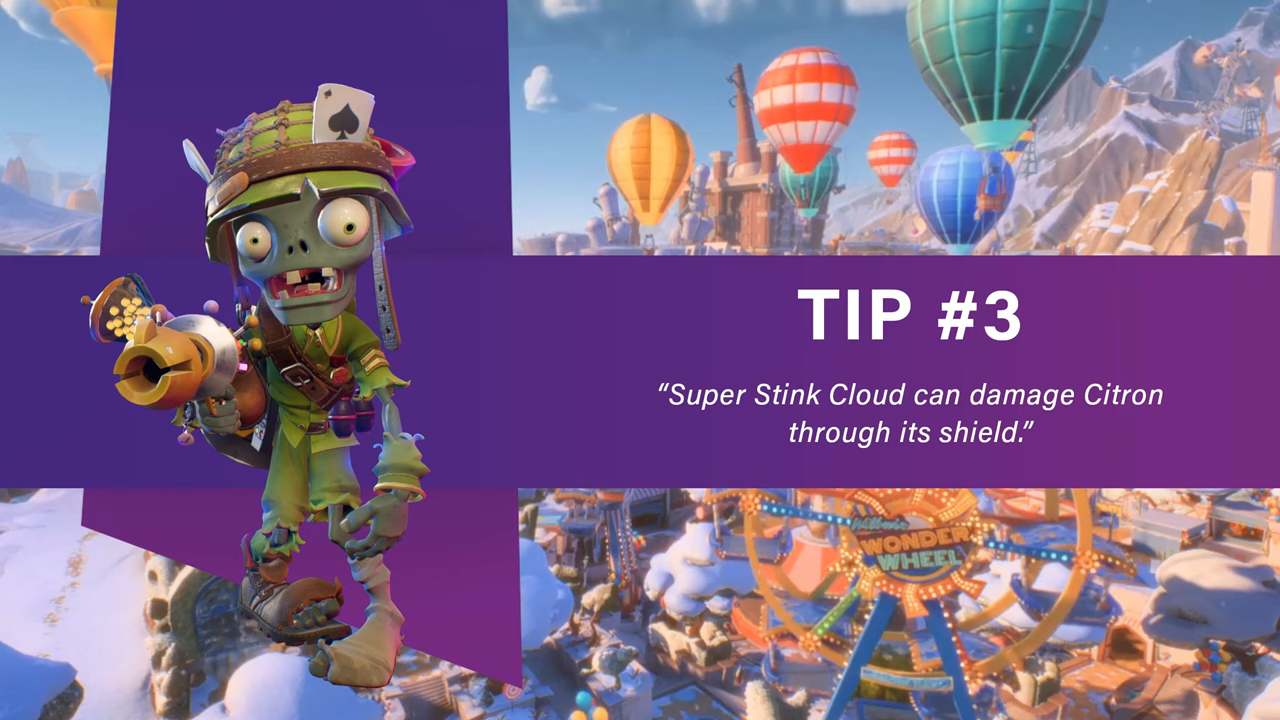 TIP #3
“Super Stink Cloud can damage Citron
through its shield.”
WONDER
WHEEL